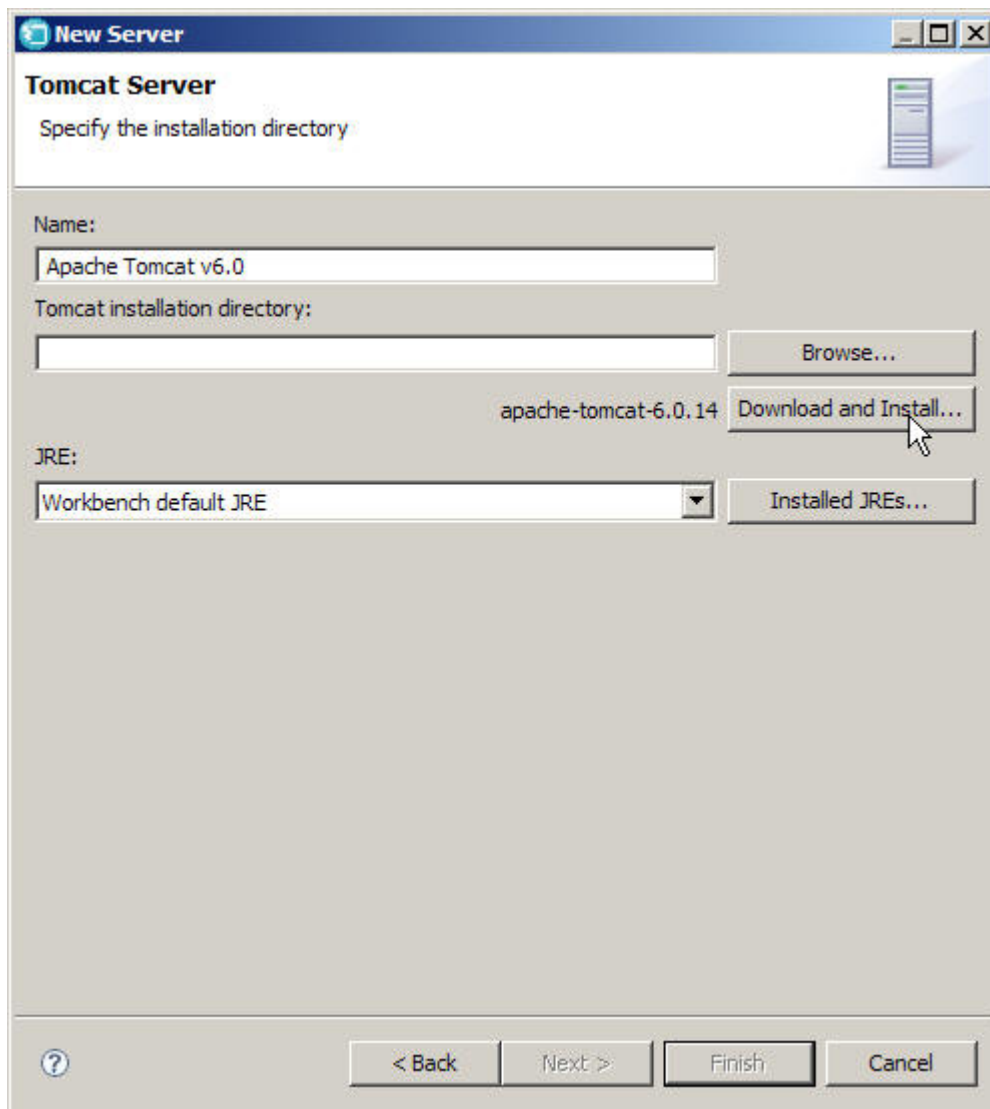 New Server
Tomcat Server
Specify the installation directory
Name:
Apache Tomcat v6.0
Tomcat installation directory:
Browse...
apache-tomcat-6.0.14 Download and Install...
JRE:
Workbench default JRE Installed JREs...
? < Back Next > Finish Cancel